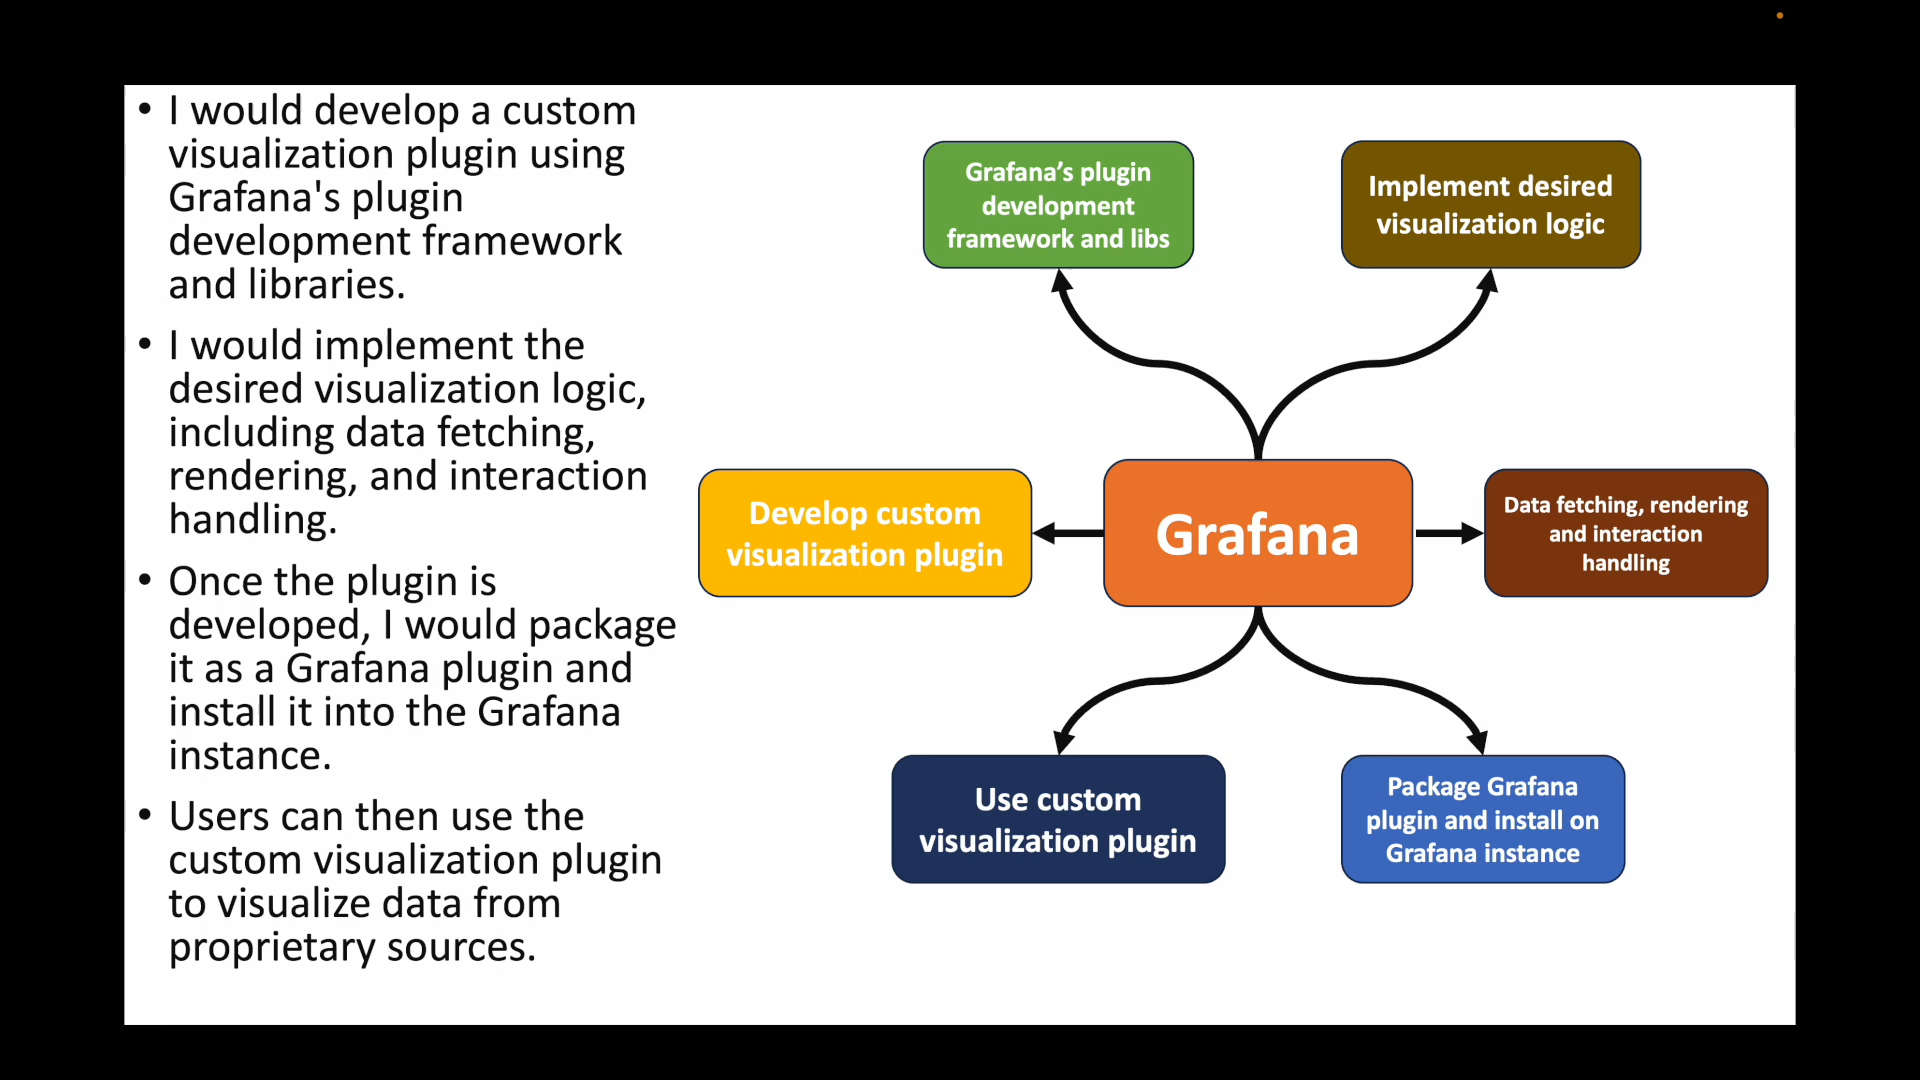 • I would develop a custom
visualization plugin using
Grafana's plugin
development framework
and libraries.
• I would implement the
desired visualization logic,
including data fetching,
rendering, and interaction
handling.
• Once the plugin is
developed, I would package
it as a Grafana plugin and
install it into the Grafana
instance.
• Users can then use the
custom visualization plugin
to visualize data from
proprietary sources.
Grafana’s plugin
development
framework and libs
Implement desired
visualization logic
Develop custom
visualization plugin
Grafana
Data fetching, rendering
and interaction
handling
Use custom
visualization plugin
Package Grafana
plugin and install on
Grafana instance